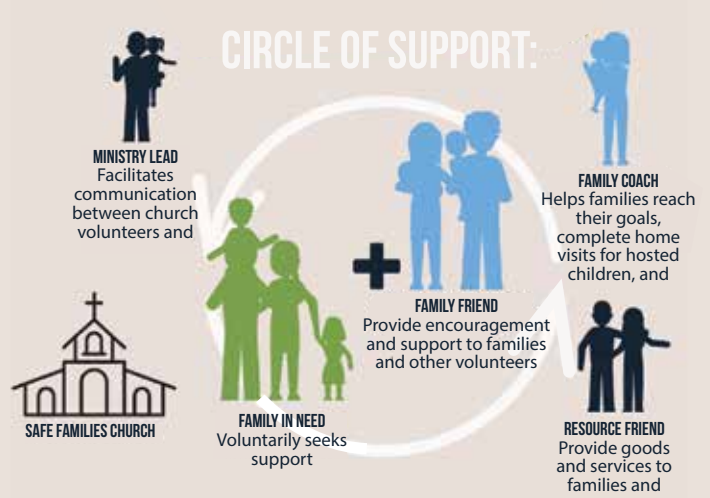 CIRCLE OF SUPPORT:
MINISTRY LEAD
Facilitates
communication
between church
volunteers and
FAMILY COACH
Helps families reach
their goals,
complete home
visits for hosted
children, and
FAMILY FRIEND
Provide encouragement
and support to families
and other volunteers
SAFE FAMILIES CHURCH
FAMILY IN NEED
Voluntarily seeks
support
RESOURCE FRIEND
Provide goods
and services to
families and